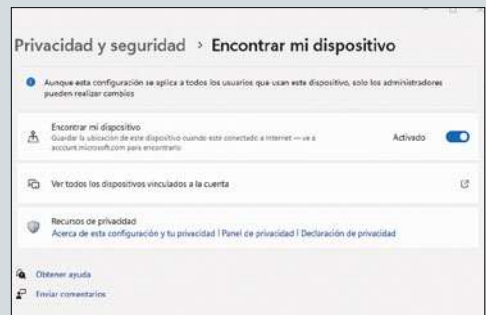 Privacidad y seguridad > Encontrar mi dispositivo
Aunque esta configuración se aplica a todos los usuarios que usan este dispositivo, solo los administradores
pueden realizar cambios
Encontrar mi dispositivo
Guardar la ubicación de este dispositivo cuando esté conectado a Internet — ve a
account.microsoft.com para encontrarlo
Activado
Ver todos los dispositivos vinculados a la cuenta
Recursos de privacidad
Acerca de esta configuración y tu privacidad | Panel de privacidad | Declaración de privacidad
Obtener ayuda
Enviar comentarios